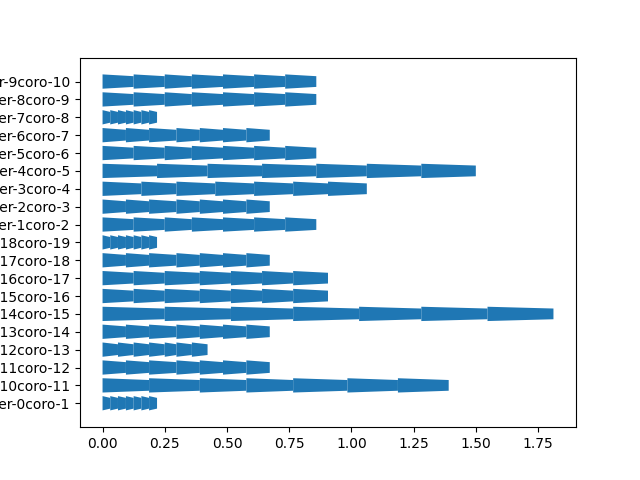 r-9coro-10
er-8coro-9
er-7coro-8
er-6coro-7
er-5coro-6
er-4coro-5
er-3coro-4
er-2coro-3
er-1coro-2
18coro-19
17coro-18
16coro-17
15coro-16
14coro-15
13coro-14
12coro-13
11coro-12
10coro-11
er-0coro-1
0.00 0.25 0.50 0.75 1.00 1.25 1.50 1.75